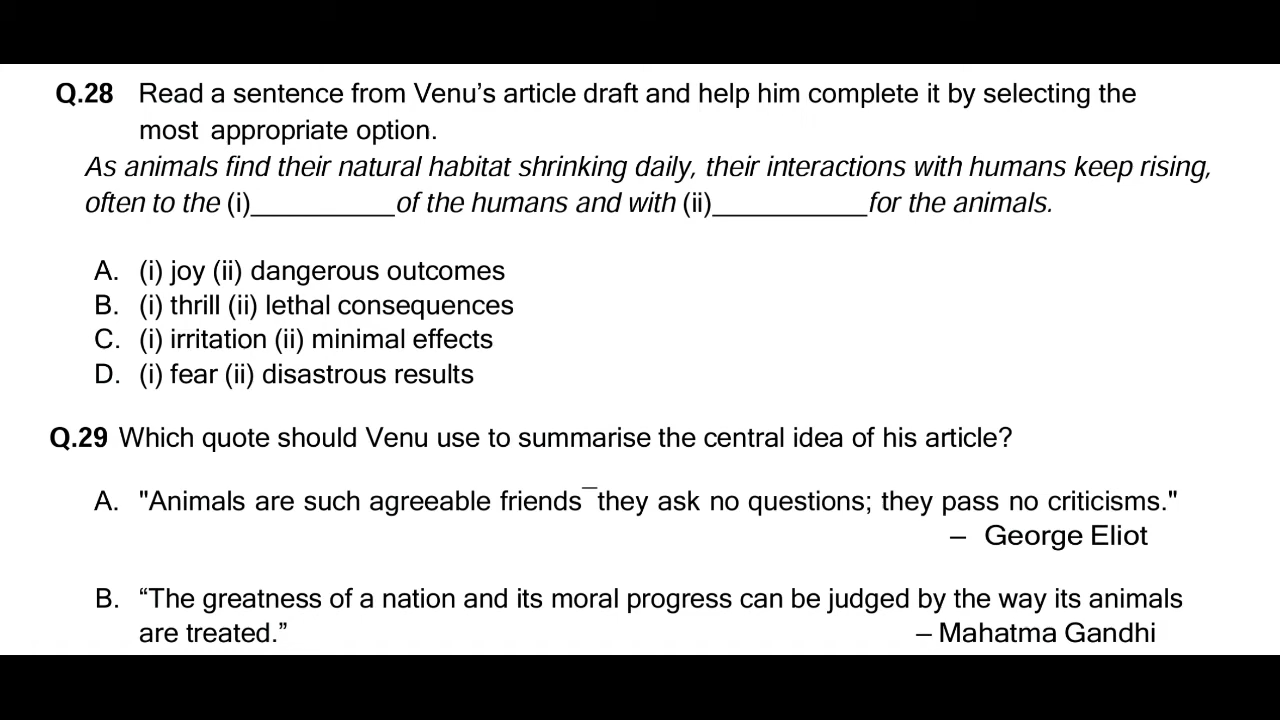 Q.28 Read a sentence from Venu's article draft and help him complete it by selecting the
most appropriate option.
As animals find their natural habitat shrinking daily, their interactions with humans keep rising,
often to the (i)__________of the humans and with (ii)___________for the animals.
A. (i) joy (ii) dangerous outcomes
B. (i) thrill (ii) lethal consequences
C. (i) irritation (ii) minimal effects
D. (i) fear (ii) disastrous results
Q.29 Which quote should Venu use to summarise the central idea of his article?
A. "Animals are such agreeable friends¯they ask no questions; they pass no criticisms."
– George Eliot
B. “The greatness of a nation and its moral progress can be judged by the way its animals
are treated.” – Mahatma Gandhi